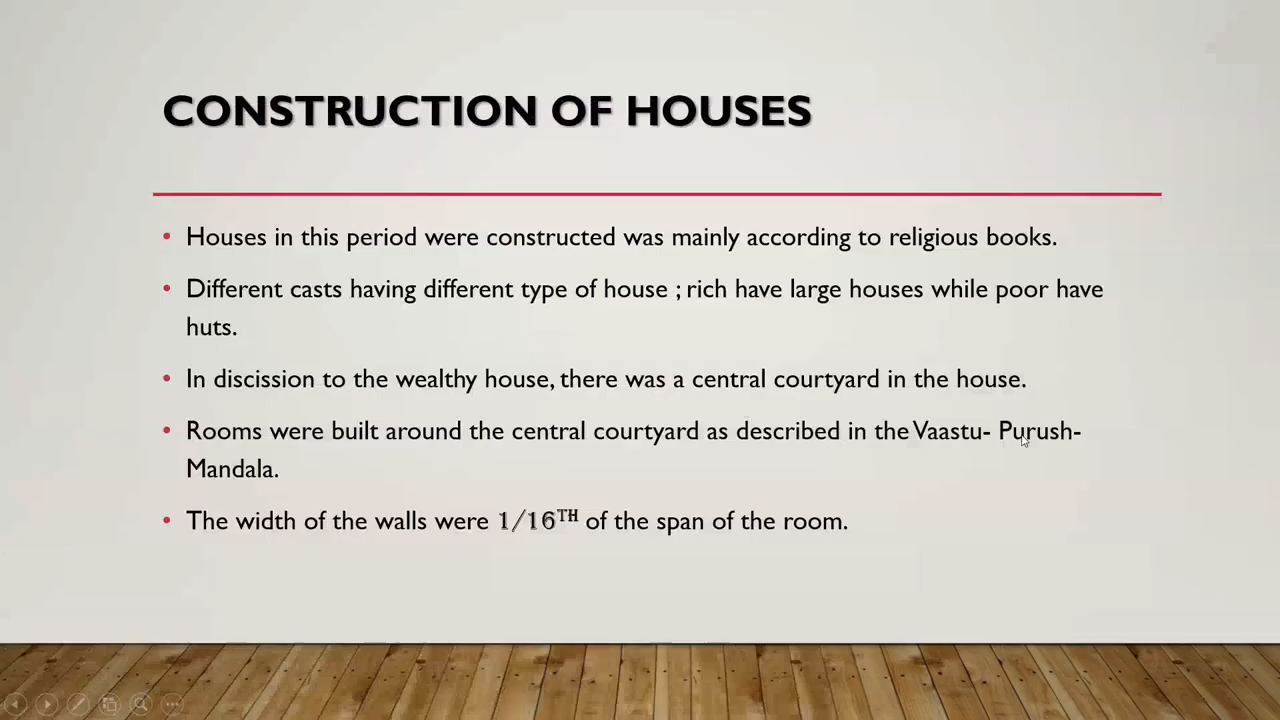 CONSTRUCTION OF HOUSES
• Houses in this period were constructed was mainly according to religious books.
• Different casts having different type of house ; rich have large houses while poor have
huts.
• In discission to the wealthy house, there was a central courtyard in the house.
• Rooms were built around the central courtyard as described in the Vaastu- Purush-
Mandala.
• The width of the walls were 1/16TH of the span of the room.